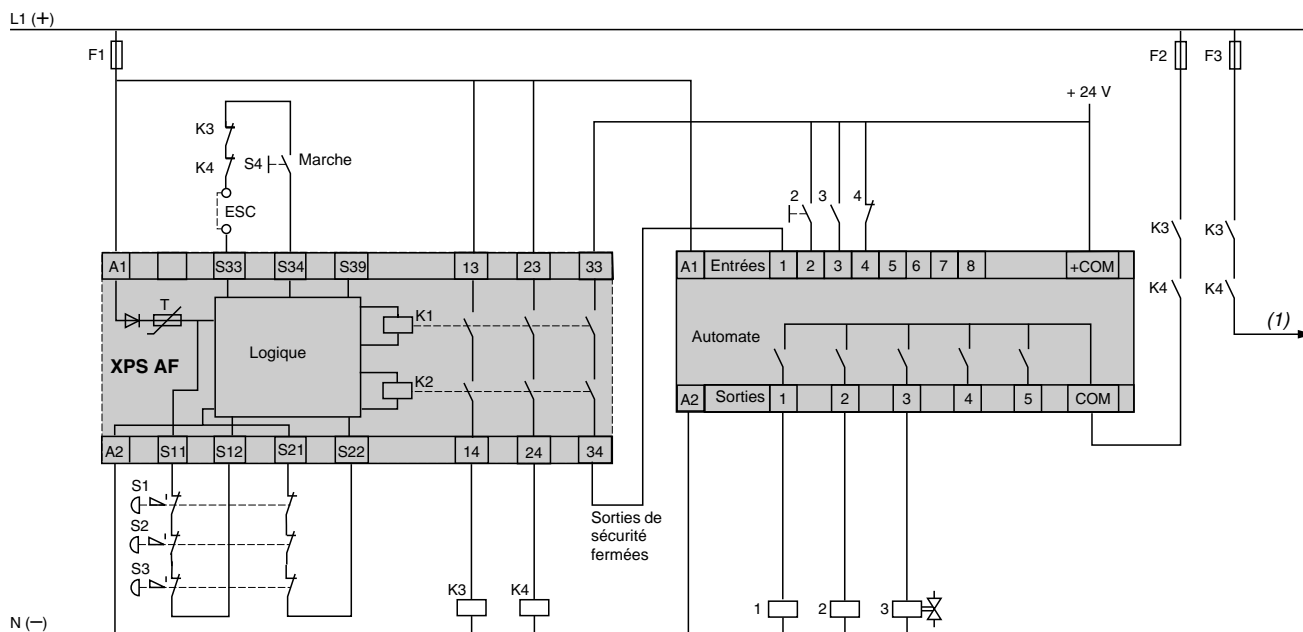 L1 (+)
F1
F2
F3
+ 24 V
K3
K4
S4
Marche
ESC
2
3
4
K3
K3
K4
K4
(1)
A1
S33
S34
S39
13
23
33
A1
Entrées
1
2
3
4
5
6
7
8
+COM
T
K1
Logique
XPS AF
K2
Automate
A2
S11
S12
S21
S22
14
24
34
A2
Sorties
1
2
3
4
5
COM
S1
S2
S3
Sorties de
sécurité
fermées
K3
K4
1
2
3
N (–)